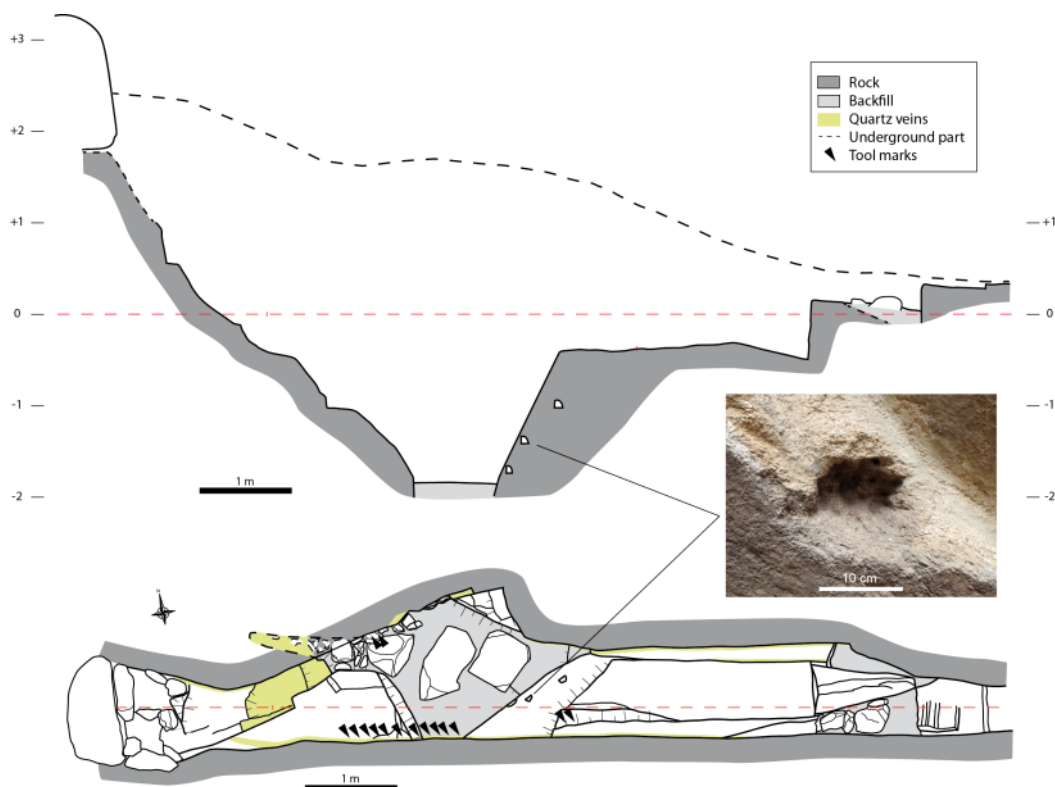 +3
+2
+1
0
-1
-2
Rock
Backfill
Quartz veins
Underground part
Tool marks
+1
0
-1
-2
1 m
10 cm
1 m